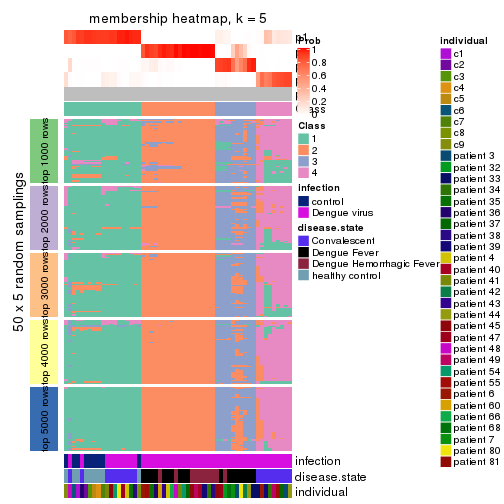 membership heatmap, k = 5
50 x 5 random samplings
top 1000 rows
top 2000 rows
top 3000 rows
top 4000 rows
top 5000 rows
p1
Prob
1
0.8
0.6
0.4
0.2
0
Class
1
2
3
4
infection
control
Dengue virus
disease.state
Convalescent
Dengue Fever
Dengue Hemorrhagic Fever
healthy control
infection
disease.state
individual
individual
c1
c2
c3
c4
c5
c6
c7
c8
c9
patient 3
patient 32
patient 33
patient 34
patient 35
patient 36
patient 37
patient 38
patient 39
patient 4
patient 40
patient 41
patient 42
patient 43
patient 44
patient 45
patient 47
patient 48
patient 49
patient 54
patient 55
patient 6
patient 60
patient 66
patient 68
patient 7
patient 80
patient 81